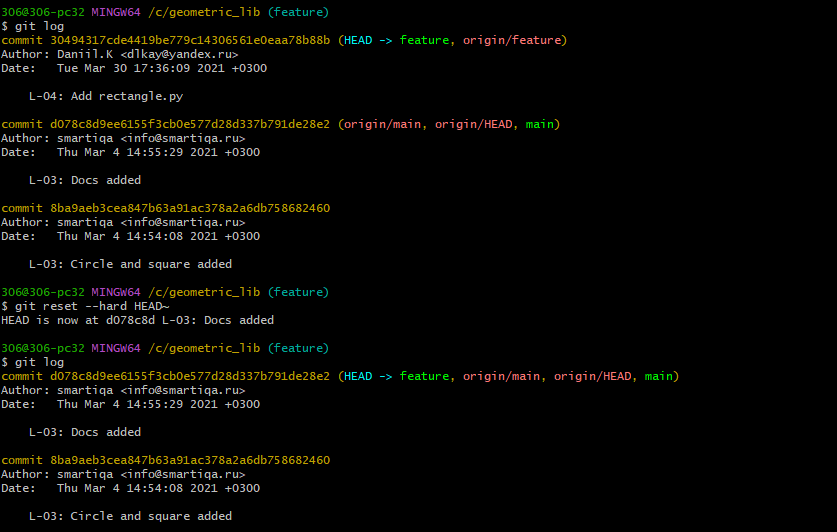 306@306-pc32 MINGW64 /c/geometric_lib (feature)
$ git log
commit 30494317cde4419be779c14306561e0eaa78b88b (HEAD -> feature, origin/feature)
Author: Daniil.K <dlkay@yandex.ru>
Date:   Tue Mar 30 17:36:09 2021 +0300
    L-04: Add rectangle.py
commit d078c8d9ee6155f3cb0e577d28d337b791de28e2 (origin/main, origin/HEAD, main)
Author: smartiqa <info@smartiqa.ru>
Date:   Thu Mar 4 14:55:29 2021 +0300
    L-03: Docs added
commit 8ba9aeb3cea847b63a91ac378a2a6db758682460
Author: smartiqa <info@smartiqa.ru>
Date:   Thu Mar 4 14:54:08 2021 +0300
    L-03: Circle and square added
306@306-pc32 MINGW64 /c/geometric_lib (feature)
$ git reset --hard HEAD~
HEAD is now at d078c8d L-03: Docs added
306@306-pc32 MINGW64 /c/geometric_lib (feature)
$ git log
commit d078c8d9ee6155f3cb0e577d28d337b791de28e2 (HEAD -> feature, origin/main, origin/HEAD, main)
Author: smartiqa <info@smartiqa.ru>
Date:   Thu Mar 4 14:55:29 2021 +0300
    L-03: Docs added
commit 8ba9aeb3cea847b63a91ac378a2a6db758682460
Author: smartiqa <info@smartiqa.ru>
Date:   Thu Mar 4 14:54:08 2021 +0300
    L-03: Circle and square added